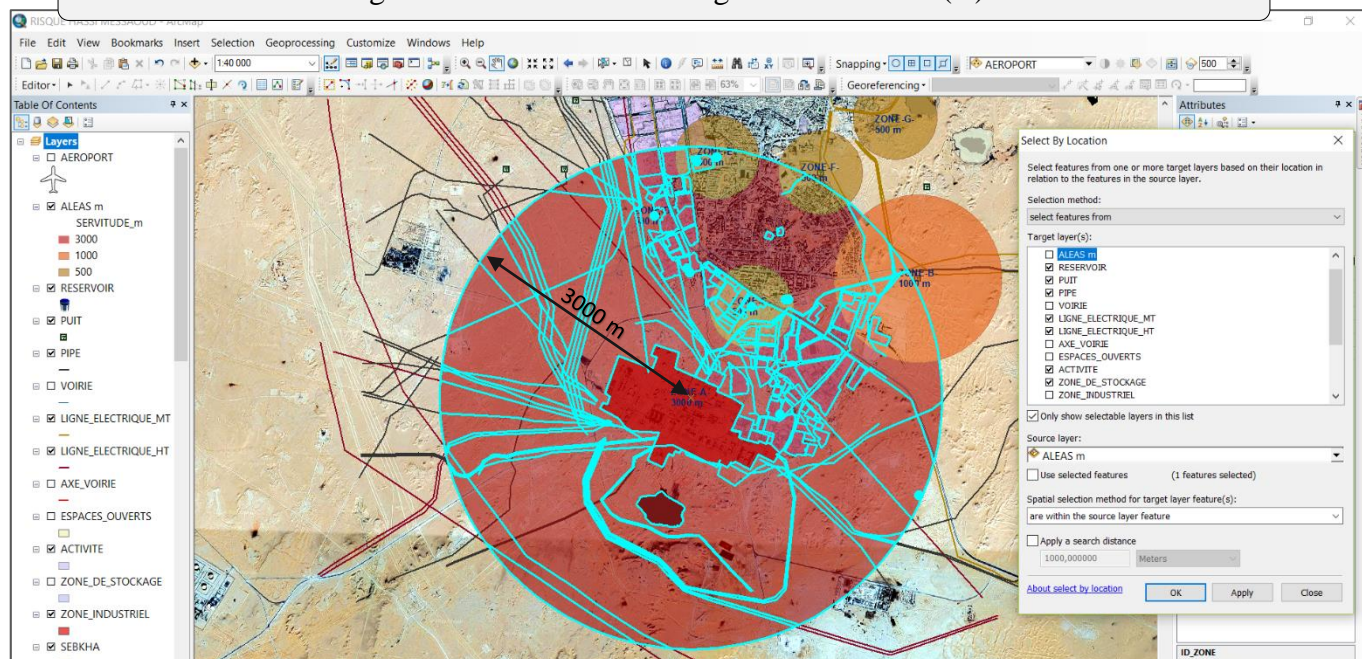 RISQUE HASSI MESSAOUD - ArcMap
File Edit View Bookmarks Insert Selection Geoprocessing Customize Windows Help
1:40 000
Snapping
AEROPORT
500
Editor
63%
Georeferencing
Table Of Contents
Layers
AEROPORT
ALEAS m
SERVITUDE_m
3000
1000
500
RESERVOIR
PUIT
PIPE
VOIRIE
LIGNE_ELECTRIQUE_MT
LIGNE_ELECTRIQUE_HT
AXE_VOIRIE
ESPACES_OUVERTS
ACTIVITE
ZONE_DE_STOCKAGE
ZONE_INDUSTRIEL
SEBKHA
ZONE-G-
500 m
ZONE-F-
3000 m
Attributes
Select By Location
Select features from one or more target layers based on their location in
relation to the features in the source layer.
Selection method:
select features from
Target layer(s):
ALEAS m
RESERVOIR
PUIT
PIPE
VOIRIE
LIGNE_ELECTRIQUE_MT
LIGNE_ELECTRIQUE_HT
AXE_VOIRIE
ESPACES_OUVERTS
ACTIVITE
ZONE_DE_STOCKAGE
ZONE_INDUSTRIEL
Only show selectable layers in this list
Source layer:
ALEAS m
Use selected features (1 features selected)
Spatial selection method for target layer feature(s):
are within the source layer feature
Apply a search distance
1000,000000 Meters
About select by location OK Apply Close
ID_ZONE